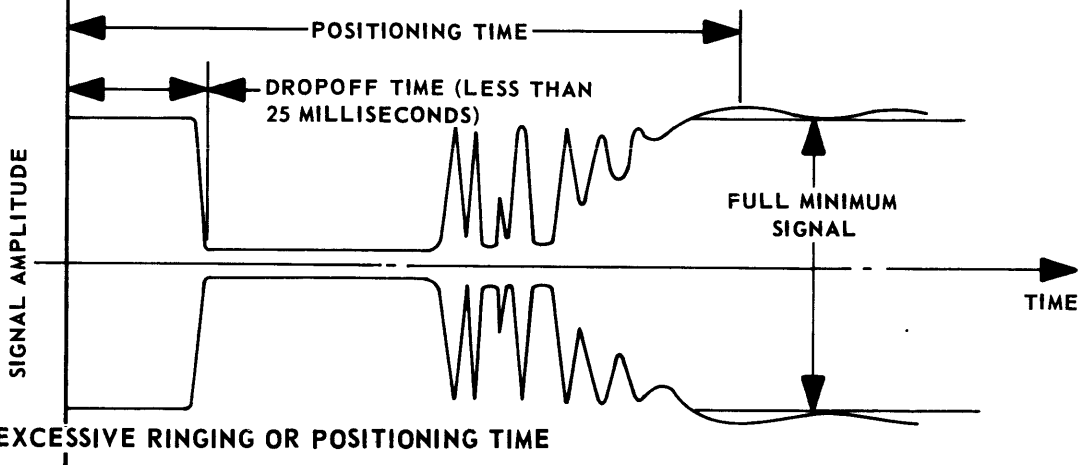 POSITIONING TIME
DROPOFF TIME (LESS THAN
25 MILLISECONDS)
SIGNAL AMPLITUDE
FULL MINIMUM
SIGNAL
TIME
EXCESSIVE RINGING OR POSITIONING TIME